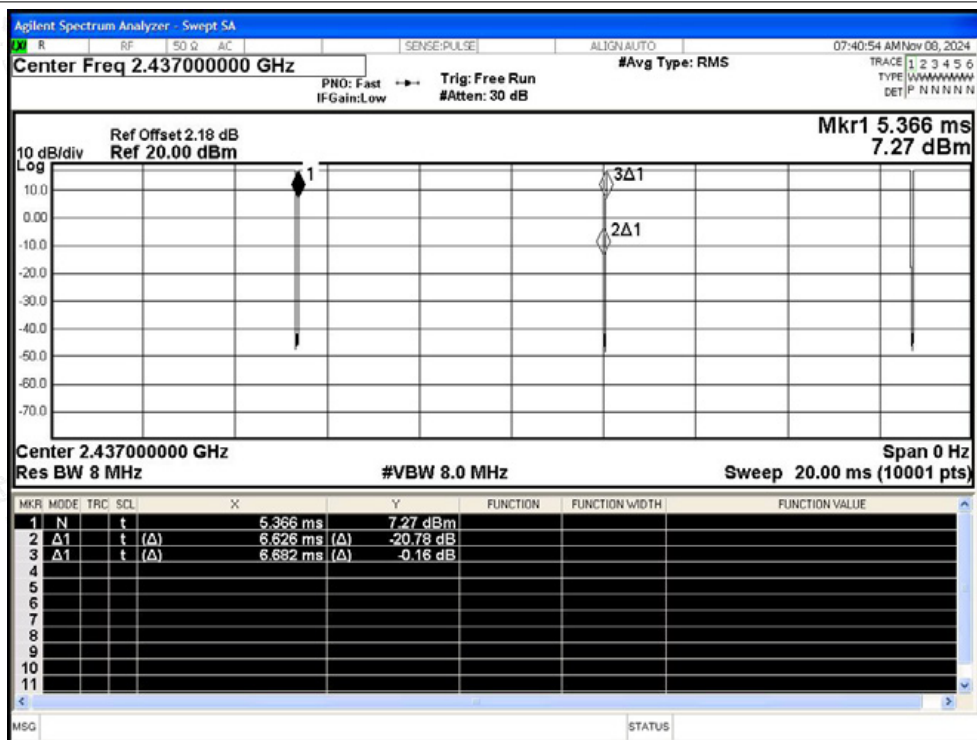 Agilent Spectrum Analyzer - Swept SA
LXI R RF 50 Ω AC SENSE:PULSE ALIGN AUTO 07:40:54 AM Nov 08, 2024
Center Freq 2.437000000 GHz #Avg Type: RMS TRACE 1 2 3 4 5 6
PNO: Fast Trig: Free Run TYPE WWWWWW
IFGain:Low #Atten: 30 dB DET P N N N N N
Mkr1 5.366 ms
Ref Offset 2.18 dB
10 dB/div Ref 20.00 dBm 7.27 dBm
Log
1 3Δ1
10.0
0.00
2Δ1
-10.0
-20.0
-30.0
-40.0
-50.0
-60.0
-70.0
Center 2.437000000 GHz Span 0 Hz
Res BW 8 MHz #VBW 8.0 MHz Sweep 20.00 ms (10001 pts)
MKR MODE TRC SCL X Y FUNCTION FUNCTION WIDTH FUNCTION VALUE
1 N t 5.366 ms 7.27 dBm
2 Δ1 t (Δ) 6.626 ms (Δ) -20.78 dB
3 Δ1 t (Δ) 6.682 ms (Δ) -0.16 dB
4
5
6
7
8
9
10
11
MSG STATUS